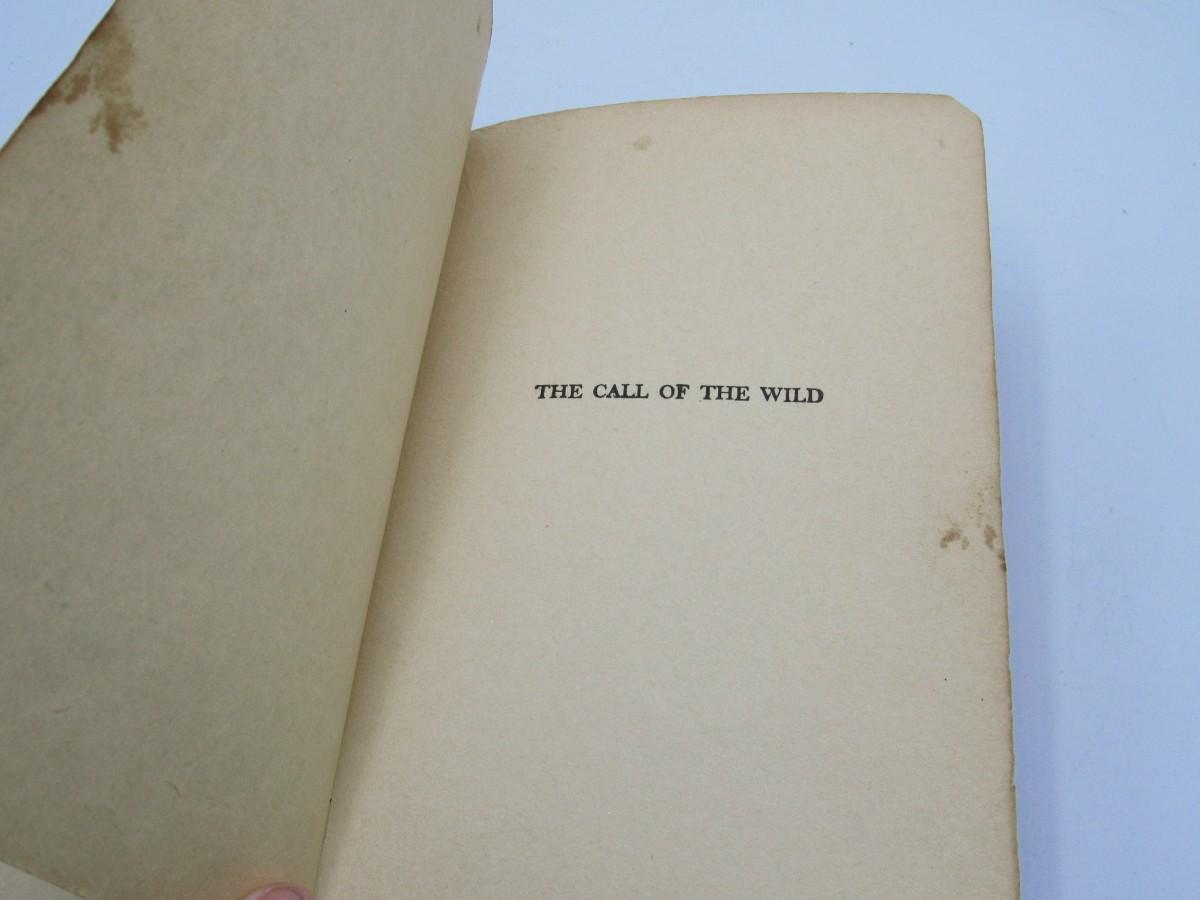 THE CALL OF THE WILD